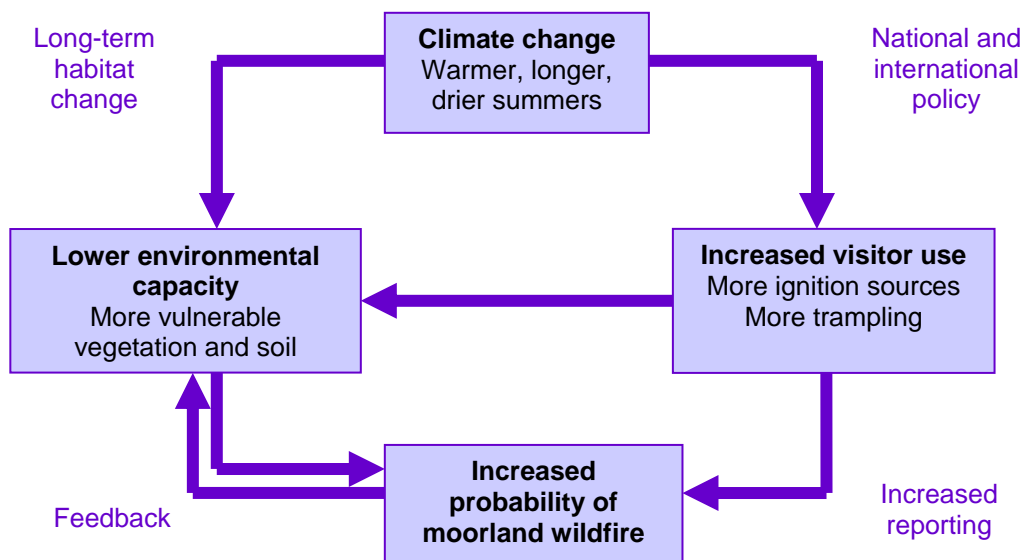 Long-term
habitat
change
Climate change
Warmer, longer,
drier summers
National and
international
policy
Lower environmental
capacity
More vulnerable
vegetation and soil
Increased visitor use
More ignition sources
More trampling
Feedback
Increased
probability of
moorland wildfire
Increased
reporting